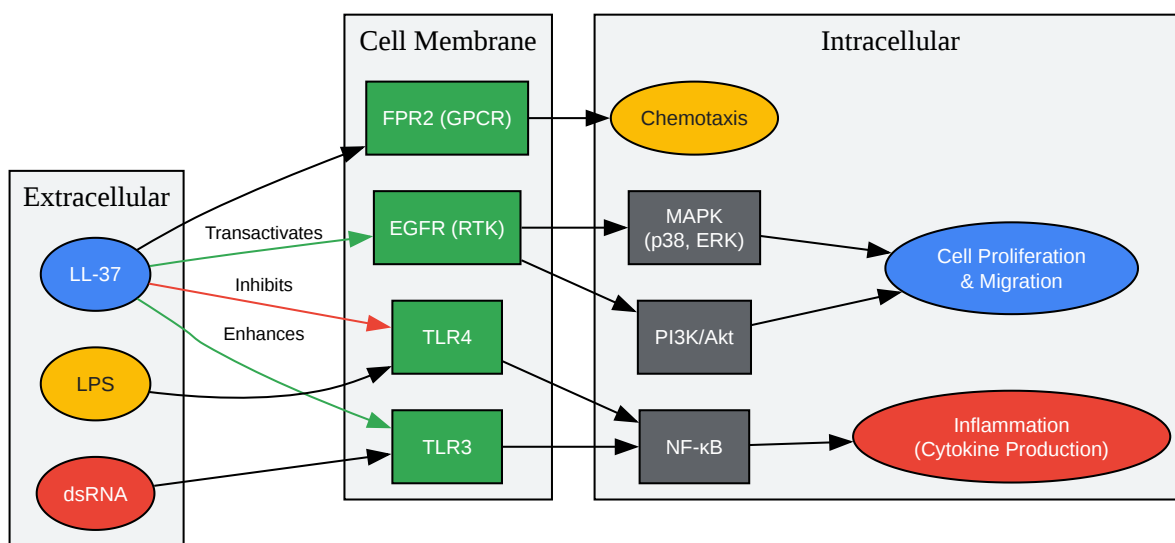 Extracellular
LL-37
LPS
dsRNA
Transactivates
Inhibits
Enhances
Cell Membrane
FPR2 (GPCR)
EGFR (RTK)
TLR4
TLR3
Intracellular
Chemotaxis
MAPK
(p38, ERK)
PI3K/Akt
NF-κB
Cell Proliferation
& Migration
Inflammation
(Cytokine Production)